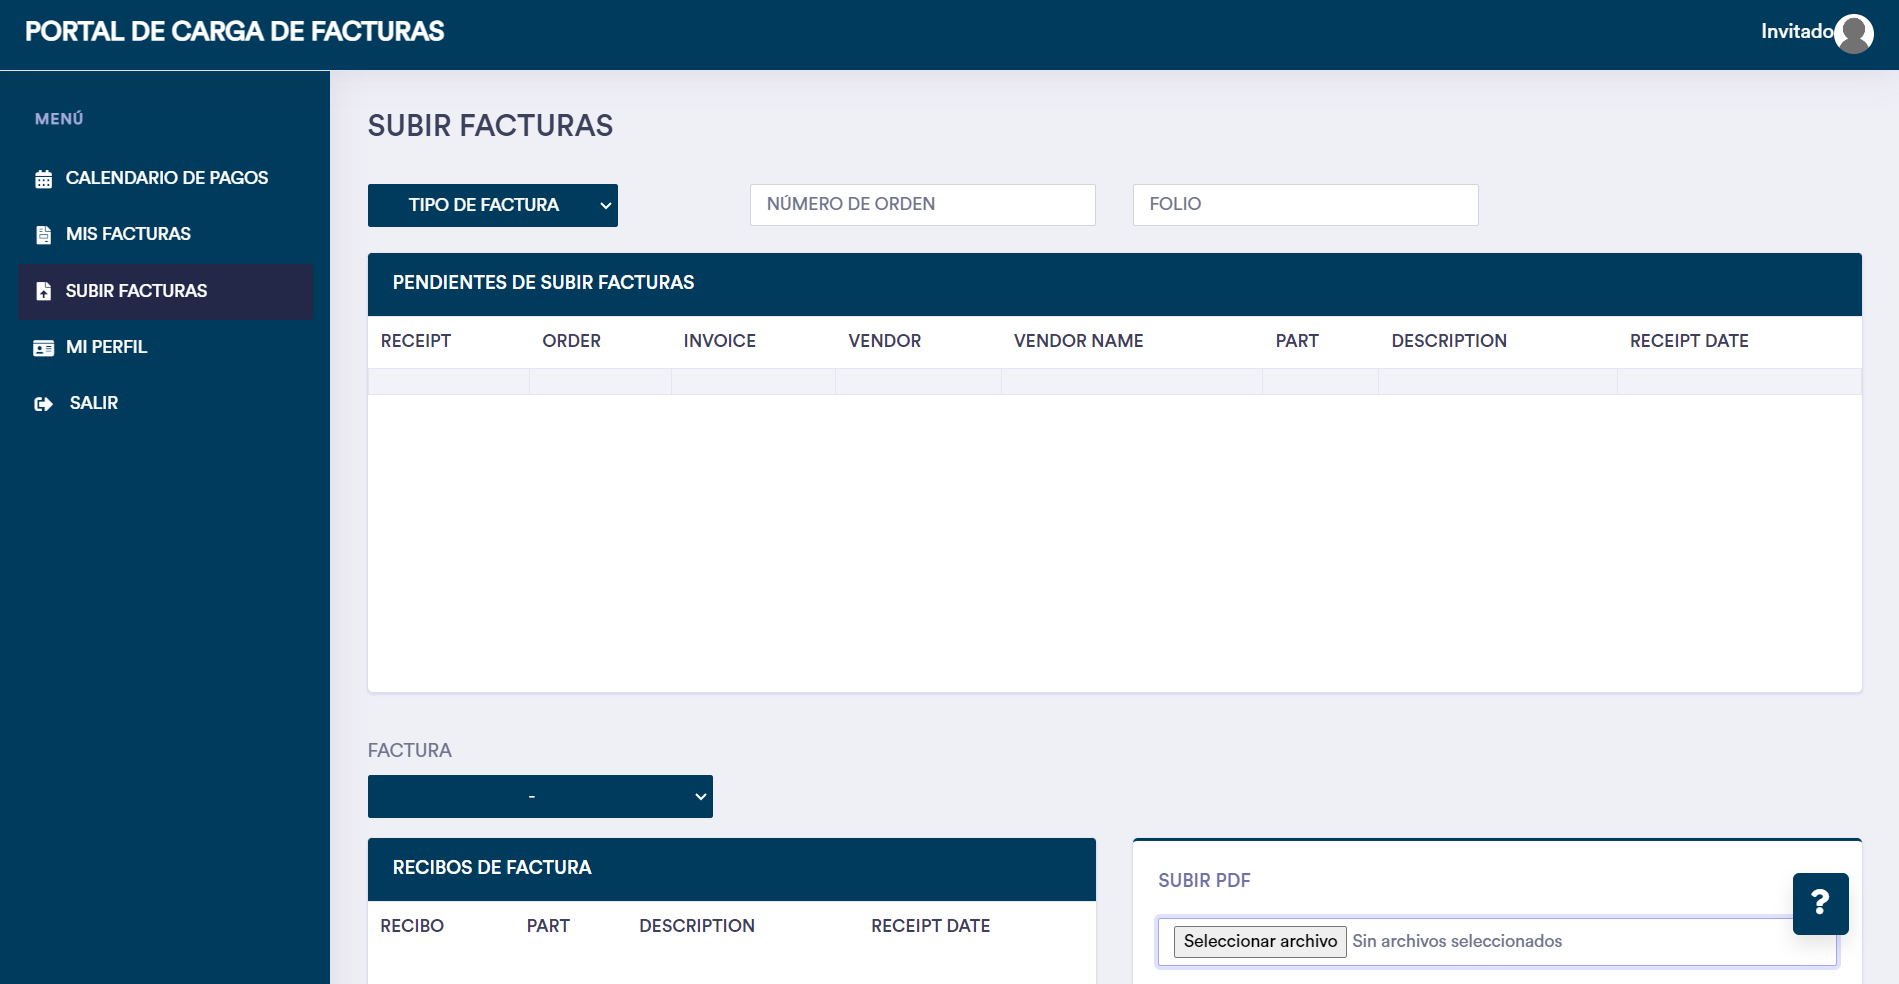 PORTAL DE CARGA DE FACTURAS
Invitado
MENÚ
CALENDARIO DE PAGOS
MIS FACTURAS
SUBIR FACTURAS
MI PERFIL
SALIR
SUBIR FACTURAS
TIPO DE FACTURA
NÚMERO DE ORDEN
FOLIO
PENDIENTES DE SUBIR FACTURAS
RECEIPT ORDER INVOICE VENDOR VENDOR NAME PART DESCRIPTION RECEIPT DATE
FACTURA
-
RECIBOS DE FACTURA
RECIBO PART DESCRIPTION RECEIPT DATE
SUBIR PDF
Seleccionar archivo Sin archivos seleccionados
?